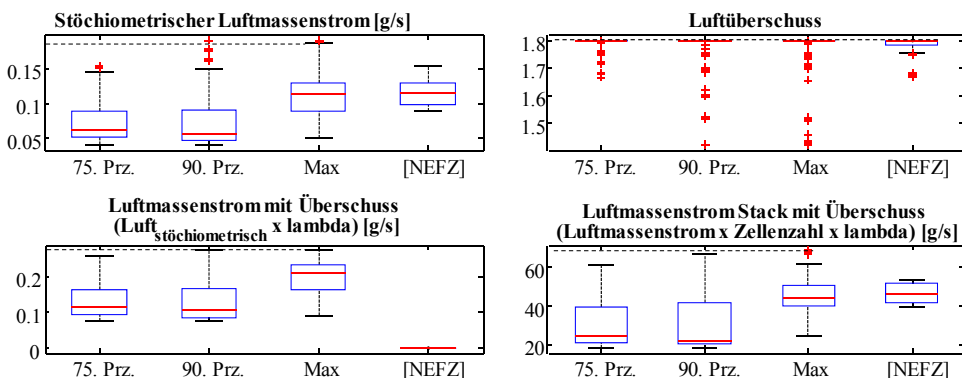 Stöchiometrischer Luftmassenstrom [g/s]
0.15
0.1
0.05
75. Prz. 90. Prz. Max [NEFZ]
Luftüberschuss
1.8
1.7
1.6
1.5
75. Prz. 90. Prz. Max [NEFZ]
Luftmassenstrom mit Überschuss
(Luft stöchiometrisch x lambda) [g/s]
0.2
0.1
0
75. Prz. 90. Prz. Max [NEFZ]
Luftmassenstrom Stack mit Überschuss
(Luftmassenstrom x Zellenzahl x lambda) [g/s]
60
40
20
75. Prz. 90. Prz. Max [NEFZ]